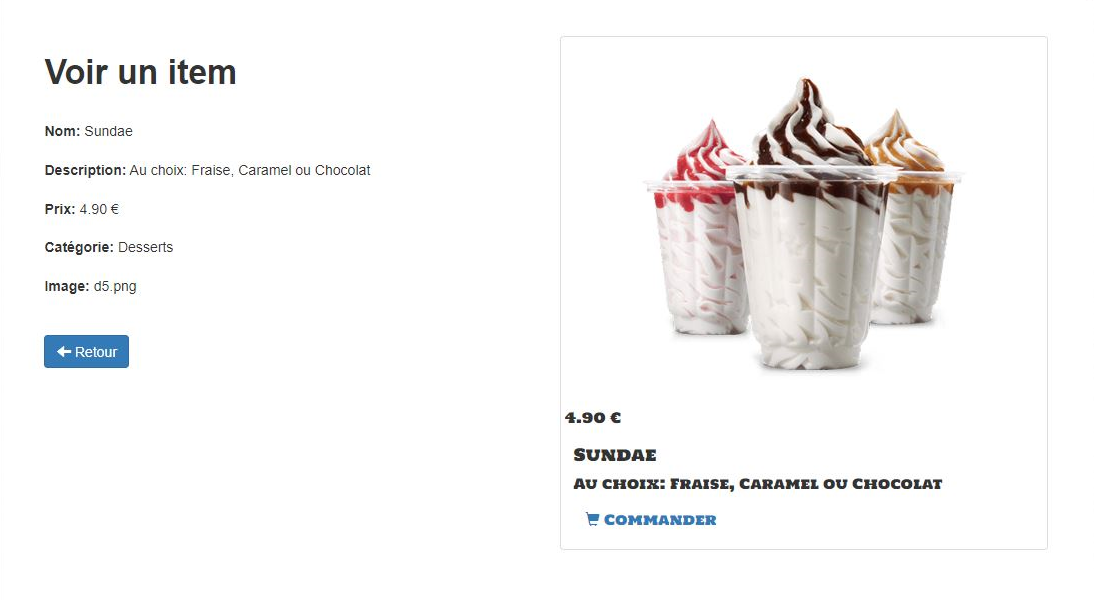 Voir un item
Nom: Sundae
Description: Au choix: Fraise, Caramel ou Chocolat
Prix: 4.90 €
Catégorie: Desserts
Image: d5.png
Retour
4.90 €
Sundae
Au choix: Fraise, Caramel ou Chocolat
Commander